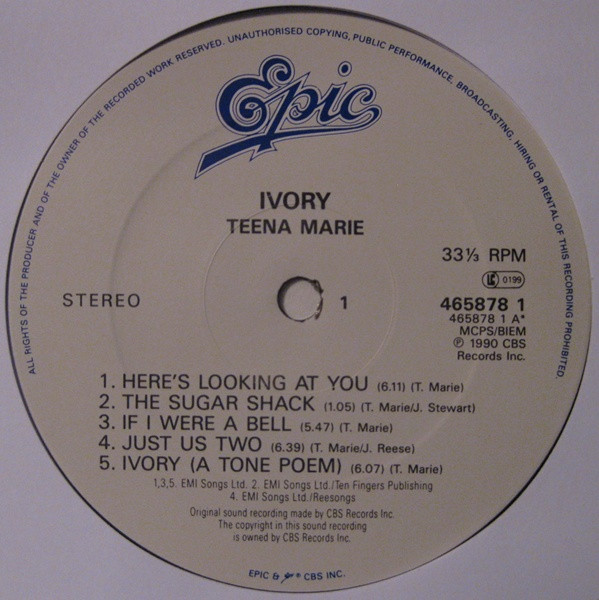 ALL RIGHTS OF THE PRODUCER AND OF THE OWNER OF THE RECORDED WORK RESERVED. UNAUTHORISED COPYING, PUBLIC PERFORMANCE, BROADCASTING, HIRING OR RENTAL OF THIS RECORDING PROHIBITED.
Epic
IVORY
TEENA MARIE
33⅓ RPM
LC 0199
STEREO
1
465878 1
465878 1 A*
MCPS/BIEM
℗ 1990 CBS
Records Inc.
1. HERE'S LOOKING AT YOU (6.11) (T. Marie)
2. THE SUGAR SHACK (1.05) (T. Marie/J. Stewart)
3. IF I WERE A BELL (5.47) (T. Marie)
4. JUST US TWO (6.39) (T. Marie/J. Reese)
5. IVORY (A TONE POEM) (6.07) (T. Marie)
1,3,5. EMI Songs Ltd. 2. EMI Songs Ltd./Ten Fingers Publishing
4. EMI Songs Ltd./Reesongs
Original sound recording made by CBS Records Inc.
The copyright in this sound recording
is owned by CBS Records Inc.
EPIC & ® CBS INC.